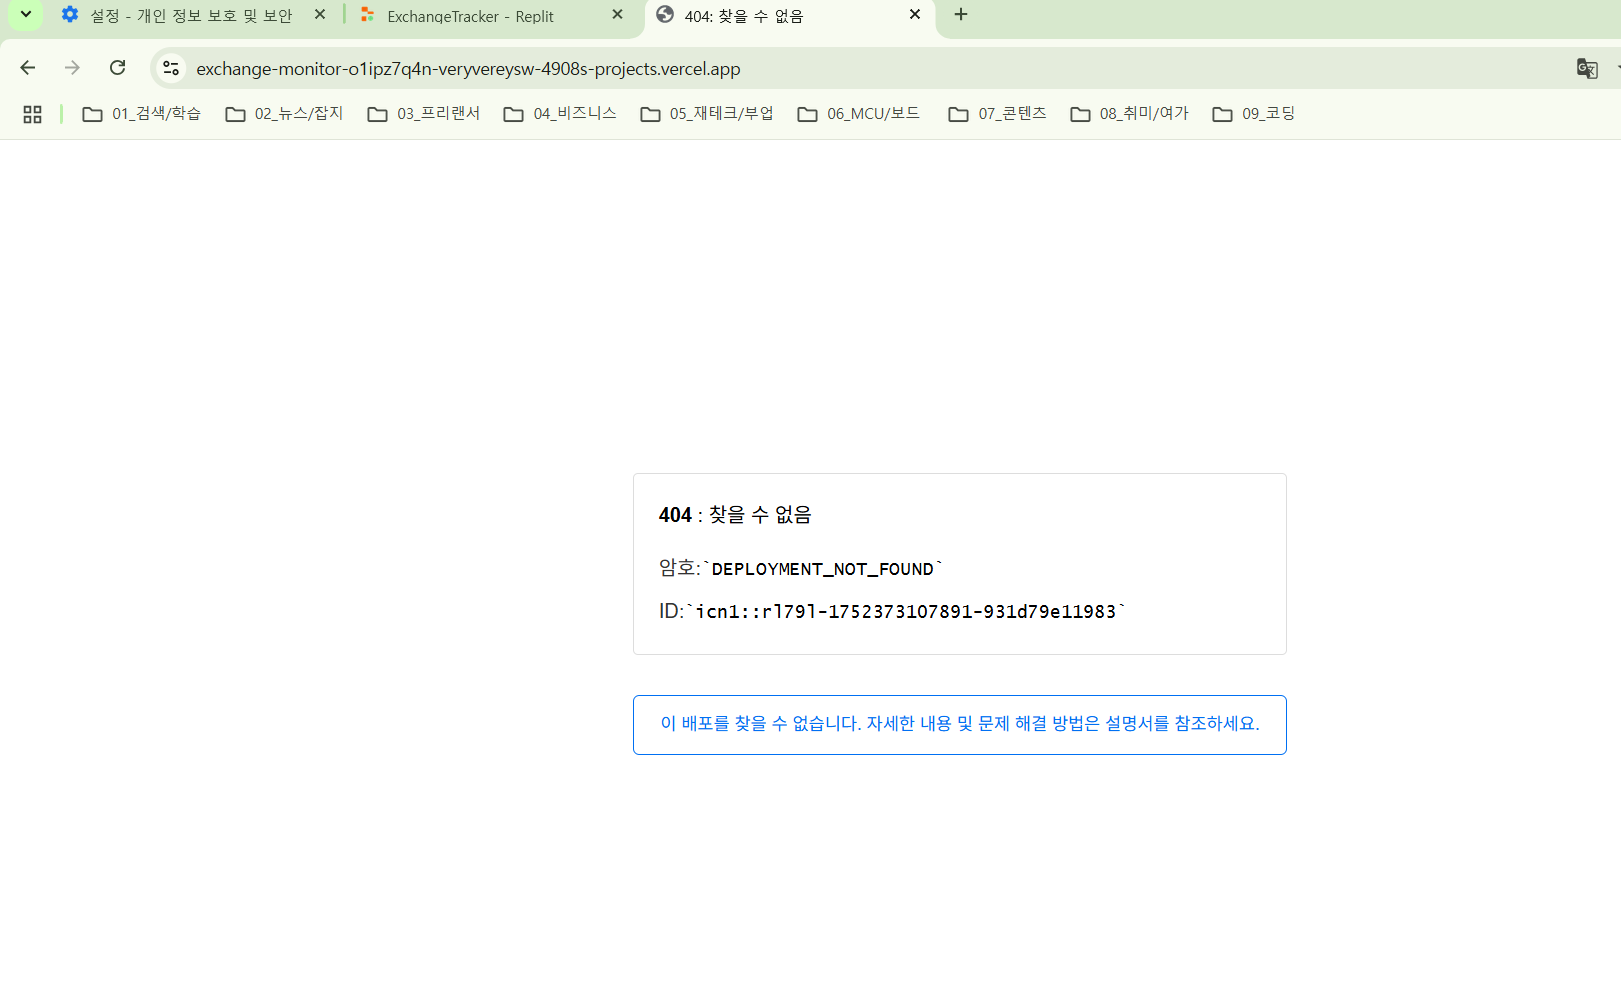 설정 - 개인 정보 보호 및 보안
ExchangeTracker - Replit
404: 찾을 수 없음
exchange-monitor-o1ipz7q4n-veryvereysw-4908s-projects.vercel.app
01_검색/학습
02_뉴스/잡지
03_프리랜서
04_비즈니스
05_재테크/부업
06_MCU/보드
07_콘텐츠
08_취미/여가
09_코딩
404 : 찾을 수 없음
암호:`DEPLOYMENT_NOT_FOUND`
ID:`icn1::rl79l-1752373107891-931d79e11983`
이 배포를 찾을 수 없습니다. 자세한 내용 및 문제 해결 방법은 설명서를 참조하세요.